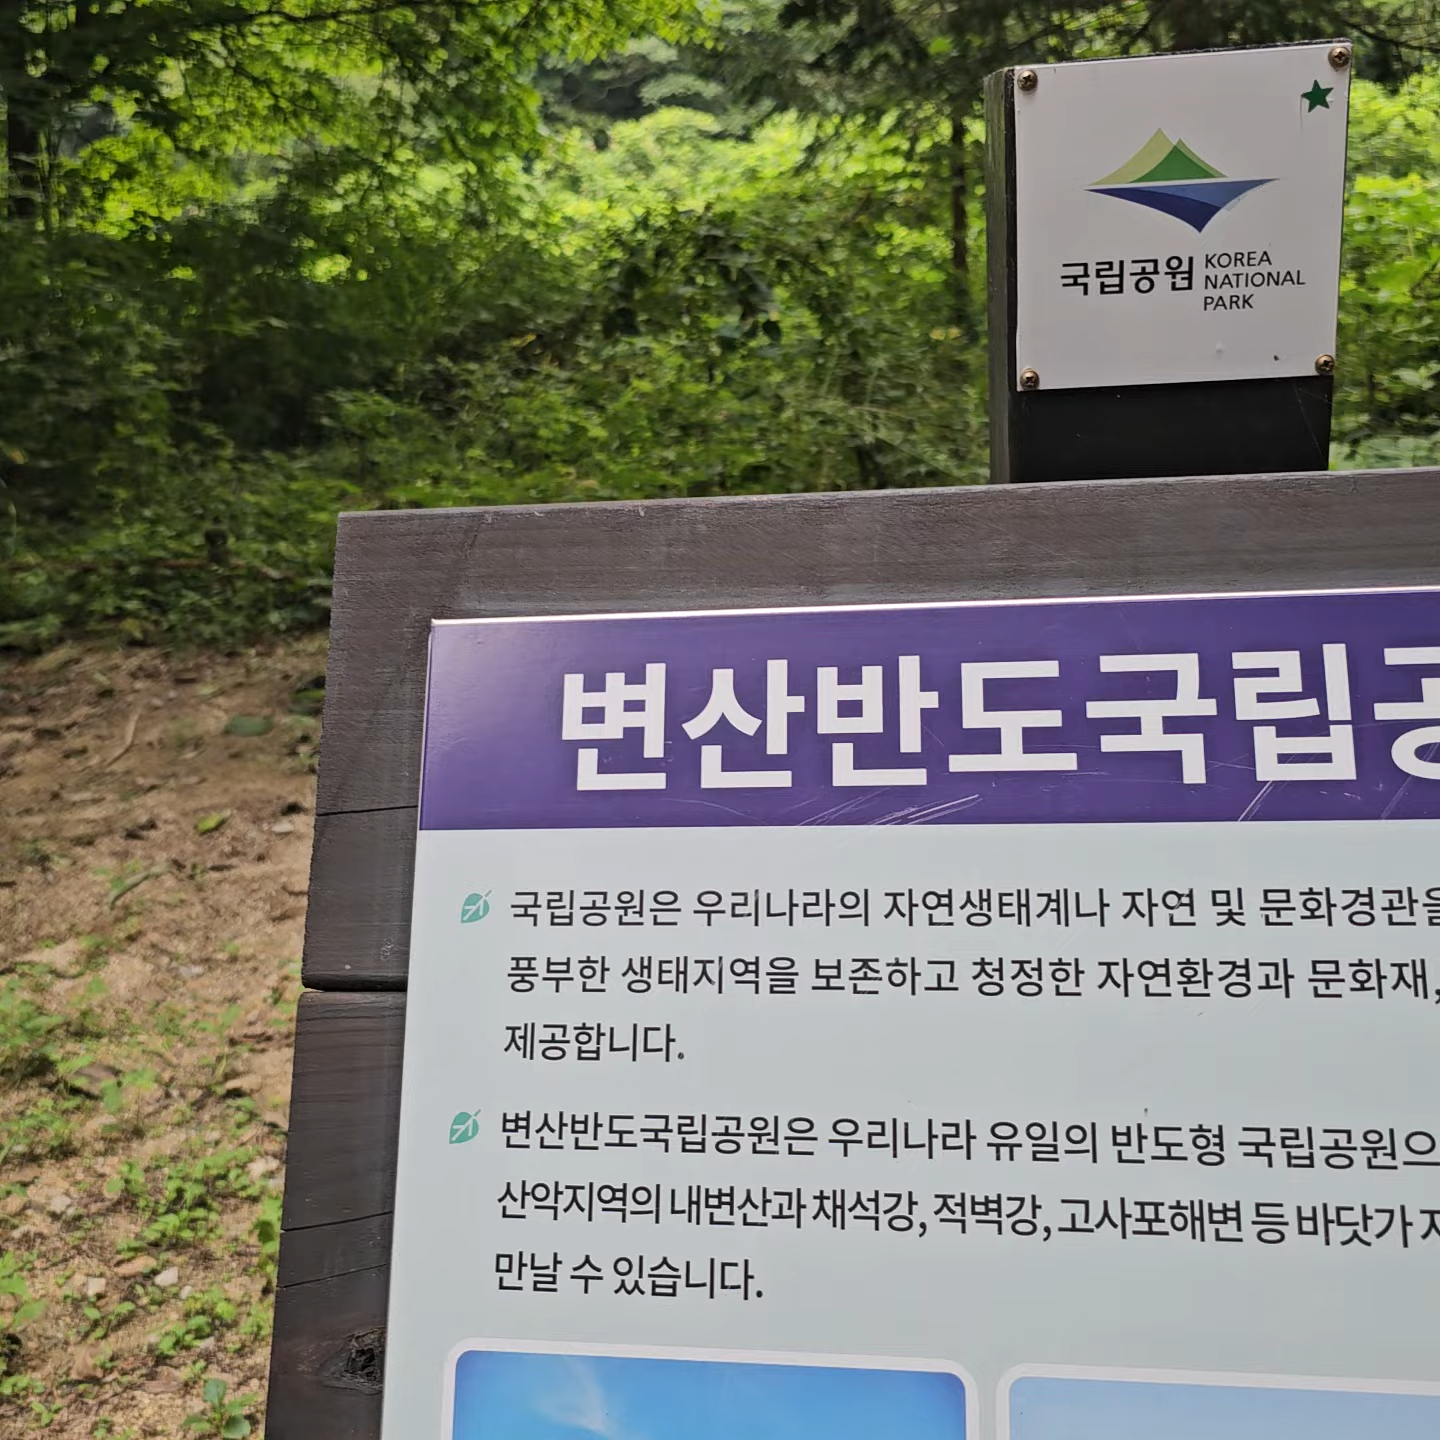 국립공원 KOREA
NATIONAL
PARK
변산반도국립공
국립공원은 우리나라의 자연생태계나 자연 및 문화경관을
풍부한 생태지역을 보존하고 청정한 자연환경과 문화재,
제공합니다.
변산반도국립공원은 우리나라 유일의 반도형 국립공원으
산악지역의 내변산과 채석강, 적벽강, 고사포해변 등 바닷가
만날 수 있습니다.